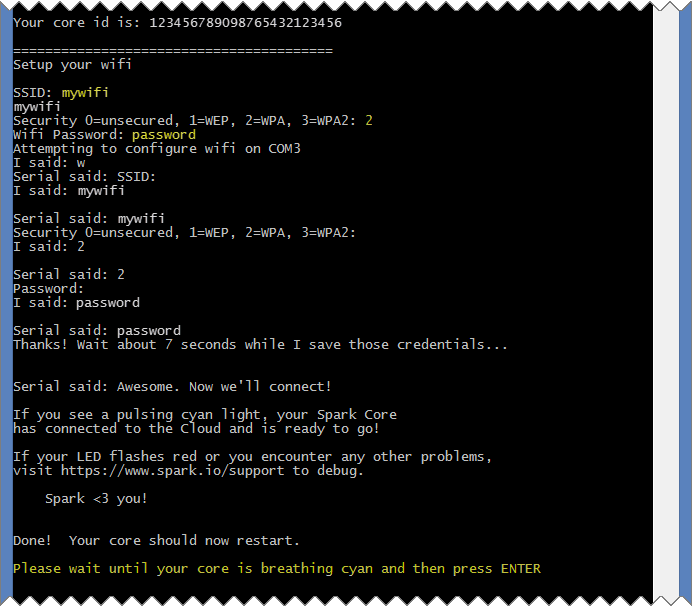 Your core id is: 123456789098765432123456
========================================
Setup your wifi
SSID: mywifi
mywifi
Security 0=unsecured, 1=WEP, 2=WPA, 3=WPA2: 2
Wifi Password: password
Attempting to configure wifi on COM3
I said: w
Serial said: SSID:
I said: mywifi
Serial said: mywifi
Security 0=unsecured, 1=WEP, 2=WPA, 3=WPA2:
I said: 2
Serial said: 2
Password:
I said: password
Serial said: password
Thanks! Wait about 7 seconds while I save those credentials...
Serial said: Awesome. Now we'll connect!
If you see a pulsing cyan light, your Spark Core
has connected to the Cloud and is ready to go!
If your LED flashes red or you encounter any other problems,
visit https://www.spark.io/support to debug.
Spark <3 you!
Done!  Your core should now restart.
Please wait until your core is breathing cyan and then press ENTER